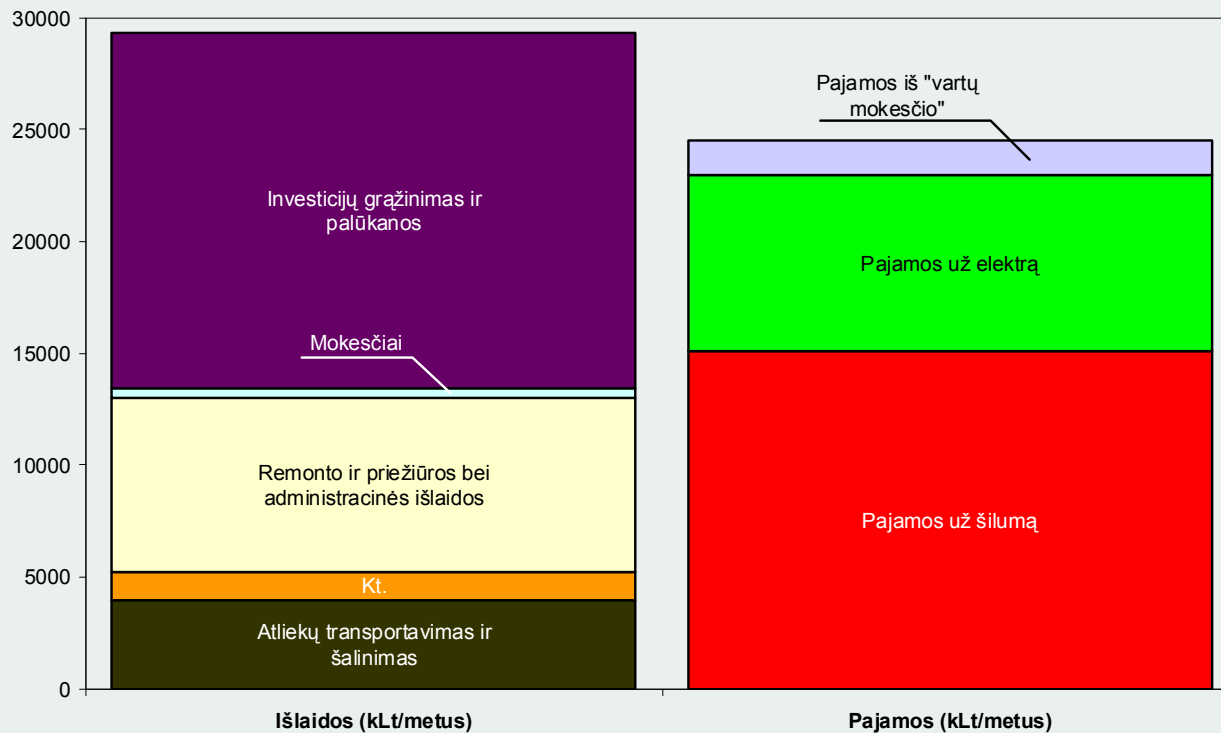 30000
25000
20000
15000
10000
5000
0
Investicijų grąžinimas ir
palūkanos
Mokesčiai
Remonto ir priežiūros bei
administracinės išlaidos
Kt.
Atliekų transportavimas ir
šalinimas
Pajamos iš "vartų
mokesčio"
Pajamos už elektrą
Pajamos už šilumą
Išlaidos (kLt/metus)
Pajamos (kLt/metus)